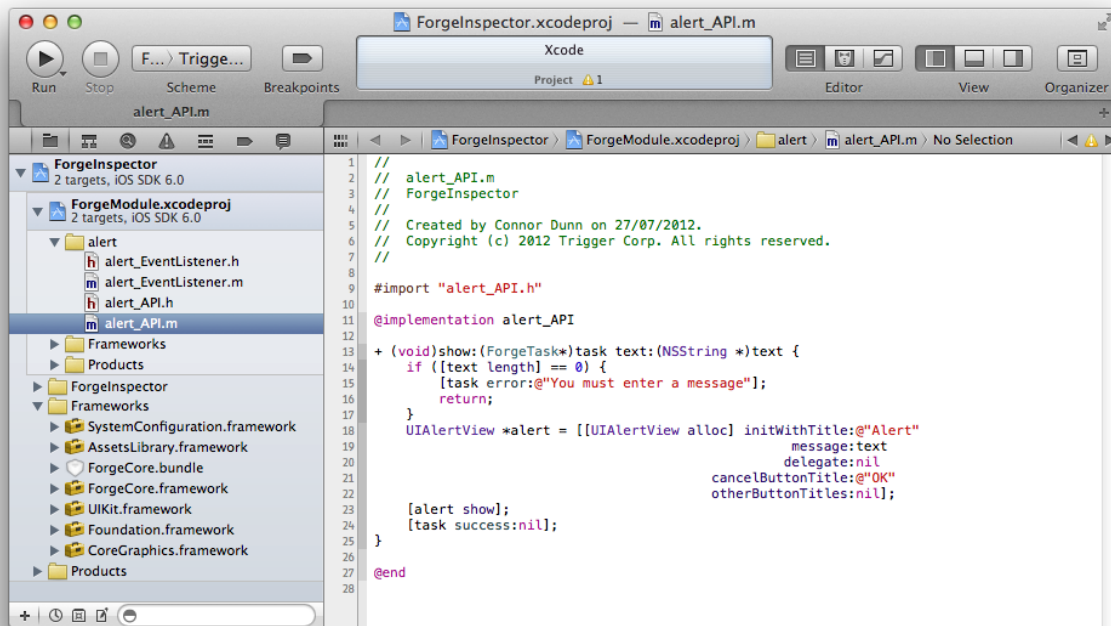 ForgeInspector.xcodeproj — m alert_API.m
F... › Trigge...
Xcode
Project 1
Run Stop Scheme Breakpoints Editor View Organizer
alert_API.m
ForgeInspector › ForgeModule.xcodeproj › alert › m alert_API.m › No Selection
ForgeInspector
2 targets, iOS SDK 6.0
ForgeModule.xcodeproj
2 targets, iOS SDK 6.0
alert
h alert_EventListener.h
m alert_EventListener.m
h alert_API.h
m alert_API.m
Frameworks
Products
ForgeInspector
Frameworks
SystemConfiguration.framework
AssetsLibrary.framework
ForgeCore.bundle
ForgeCore.framework
UIKit.framework
Foundation.framework
CoreGraphics.framework
Products
1 //
2 //  alert_API.m
3 //  ForgeInspector
4 //
5 //  Created by Connor Dunn on 27/07/2012.
6 //  Copyright (c) 2012 Trigger Corp. All rights reserved.
7 //
8
9 #import "alert_API.h"
10
11 @implementation alert_API
12
13 + (void)show:(ForgeTask*)task text:(NSString *)text {
14     if ([text length] == 0) {
15         [task error:@"You must enter a message"];
16         return;
17     }
18     UIAlertView *alert = [[UIAlertView alloc] initWithTitle:@"Alert"
19                                                     message:text
20                                                    delegate:nil
21                                           cancelButtonTitle:@"OK"
22                                           otherButtonTitles:nil];
23     [alert show];
24     [task success:nil];
25 }
26
27 @end
28